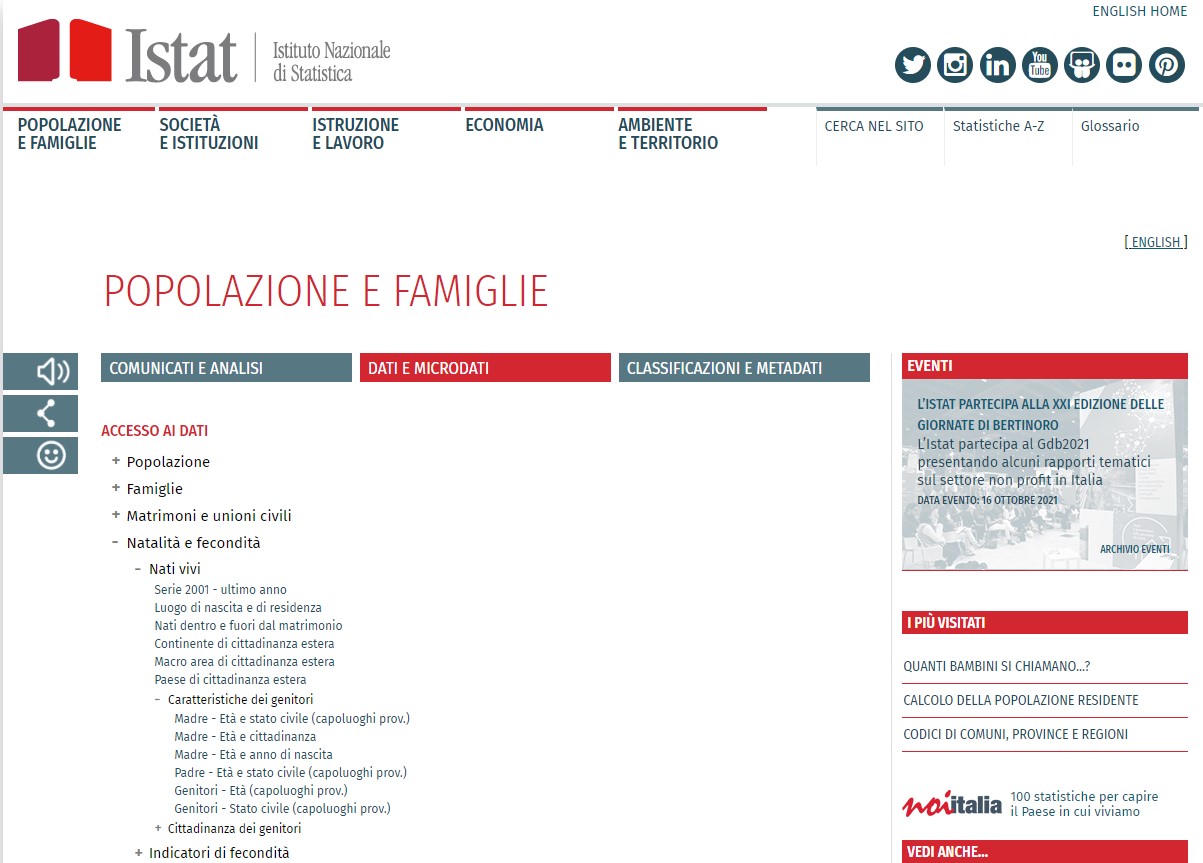 ENGLISH HOME
Istat
Istituto Nazionale
di Statistica
You
Tube
POPOLAZIONE
E FAMIGLIE
SOCIETÀ
E ISTITUZIONI
ISTRUZIONE
E LAVORO
ECONOMIA
AMBIENTE
E TERRITORIO
CERCA NEL SITO
Statistiche A-Z
Glossario
[ ENGLISH ]
POPOLAZIONE E FAMIGLIE
COMUNICATI E ANALISI
DATI E MICRODATI
CLASSIFICAZIONI E METADATI
ACCESSO AI DATI
+ Popolazione
+ Famiglie
+ Matrimoni e unioni civili
- Natalità e fecondità
- Nati vivi
Serie 2001 - ultimo anno
Luogo di nascita e di residenza
Nati dentro e fuori dal matrimonio
Continente di cittadinanza estera
Macro area di cittadinanza estera
Paese di cittadinanza estera
- Caratteristiche dei genitori
Madre - Età e stato civile (capoluoghi prov.)
Madre - Età e cittadinanza
Madre - Età e anno di nascita
Padre - Età e stato civile (capoluoghi prov.)
Genitori - Età (capoluoghi prov.)
Genitori - Stato civile (capoluoghi prov.)
+ Cittadinanza dei genitori
+ Indicatori di fecondità
EVENTI
L'ISTAT PARTECIPA ALLA XXI EDIZIONE DELLE
GIORNATE DI BERTINORO
L'Istat partecipa al Gdb2021
presentando alcuni rapporti tematici
sul settore non profit in Italia
DATA EVENTO: 16 OTTOBRE 2021
ARCHIVIO EVENTI
I PIÙ VISITATI
QUANTI BAMBINI SI CHIAMANO...?
CALCOLO DELLA POPOLAZIONE RESIDENTE
CODICI DI COMUNI, PROVINCE E REGIONI
noiitalia
100 statistiche per capire
il Paese in cui viviamo
VEDI ANCHE...